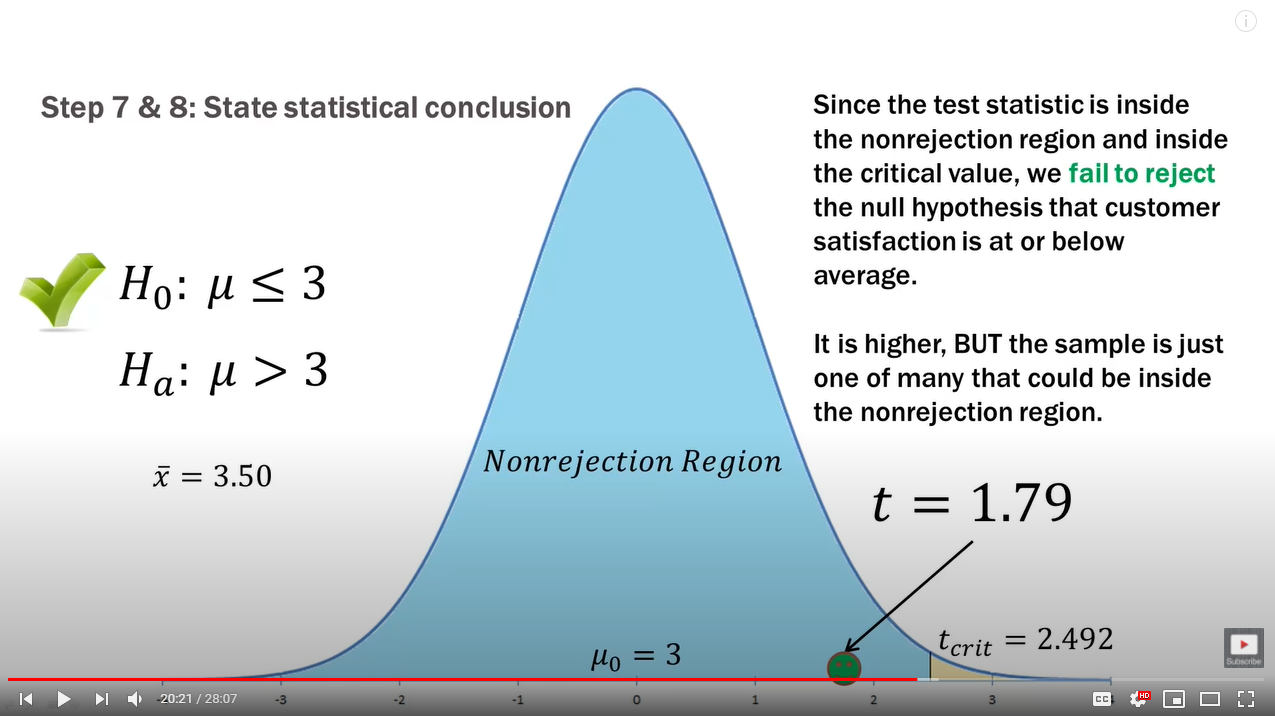 Step 7 & 8: State statistical conclusion
Since the test statistic is inside
the nonrejection region and inside
the critical value, we fail to reject
the null hypothesis that customer
satisfaction is at or below
average.
It is higher, BUT the sample is just
one of many that could be inside
the nonrejection region.
H₀: μ ≤ 3
Hₐ: μ > 3
x̄ = 3.50
Nonrejection Region
t = 1.79
t_crit = 2.492
μ₀ = 3
Subscribe
-3 -2 -1 0 1 2 3 4
20:21 / 28:07
CC
HD